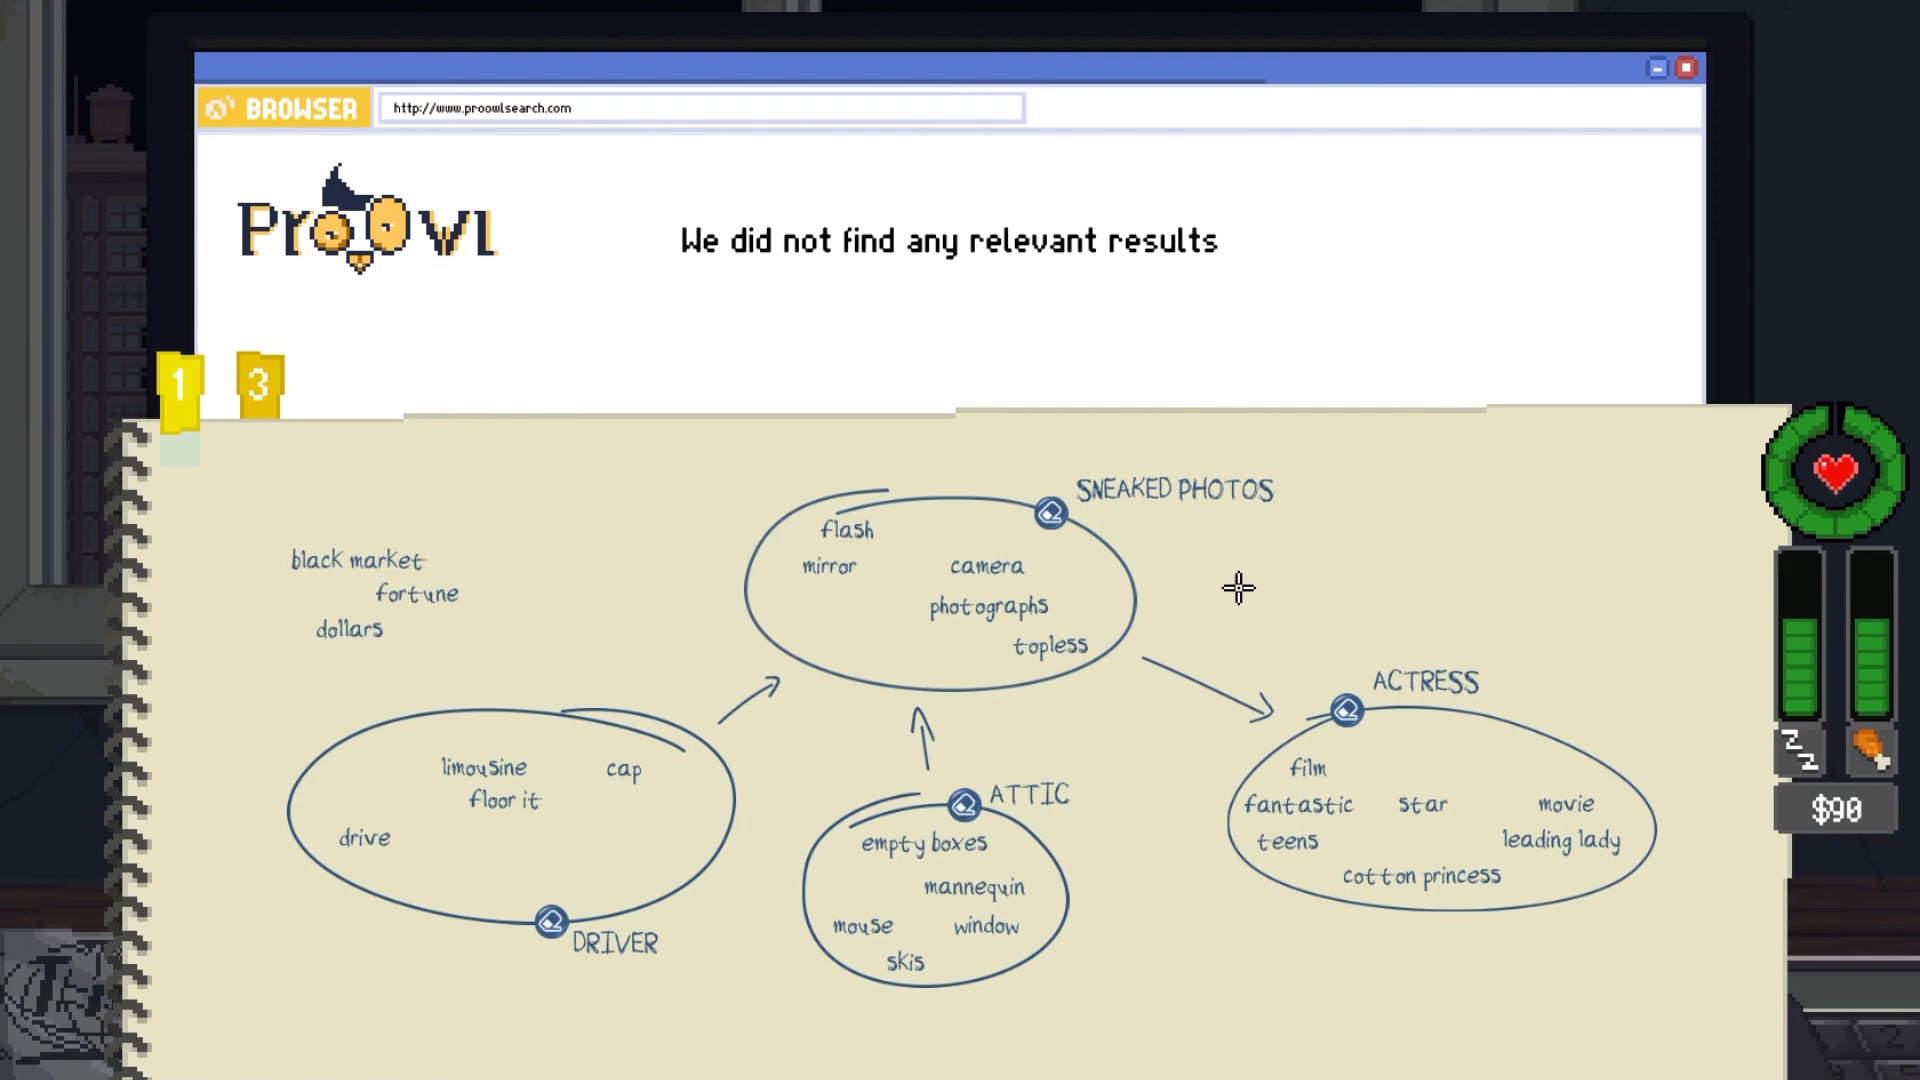 BROWSER
http://www.proowlsearch.com
ProOwl
We did not find any relevant results
1
3
SNEAKED PHOTOS
flash
mirror
camera
photographs
topless
black market
fortune
dollars
limousine
cap
floor it
drive
DRIVER
ATTIC
empty boxes
mannequin
mouse
window
skis
ACTRESS
film
fantastic
star
movie
teens
leading lady
cotton princess
$90